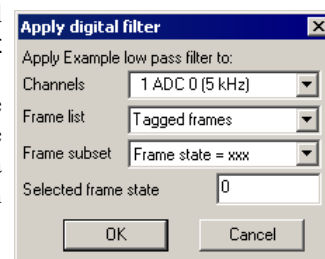 Apply digital filter
Apply Example low pass filter to:
Channels 1 ADC 0 (5 kHz)
Frame list Tagged frames
Frame subset Frame state = xxx
Selected frame state 0
OK Cancel